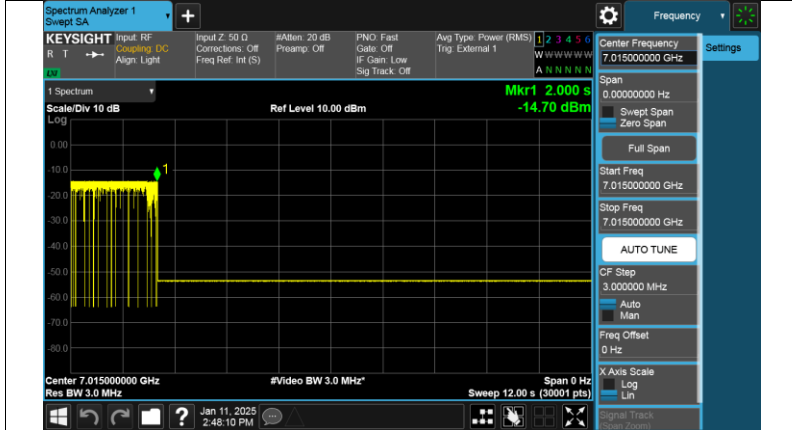 Spectrum Analyzer 1
Swept SA
Frequency
KEYSIGHT
R T
LU
Input: RF
Coupling: DC
Align: Light
Input Z: 50 Ω
Corrections: Off
Freq Ref: Int (S)
#Atten: 20 dB
Preamp: Off
PNO: Fast
Gate: Off
IF Gain: Low
Sig Track: Off
Avg Type: Power (RMS)
Trig: External 1
1 2 3 4 5 6
W W W W W W
A N N N N N
Center Frequency
7.015000000 GHz
Settings
Span
0.00000000 Hz
Swept Span
Zero Span
Full Span
Start Freq
7.015000000 GHz
Stop Freq
7.015000000 GHz
AUTO TUNE
CF Step
3.000000 MHz
Auto
Man
Freq Offset
0 Hz
X Axis Scale
Log
Lin
Signal Track
(Span Zoom)
1 Spectrum
Scale/Div 10 dB
Ref Level 10.00 dBm
Mkr1 2.000 s
-14.70 dBm
Log
1
0.00
-10.0
-20.0
-30.0
-40.0
-50.0
-60.0
-70.0
-80.0
Center 7.015000000 GHz
#Video BW 3.0 MHz*
Span 0 Hz
Res BW 3.0 MHz
Sweep 12.00 s (30001 pts)
?
Jan 11, 2025
2:48:10 PM